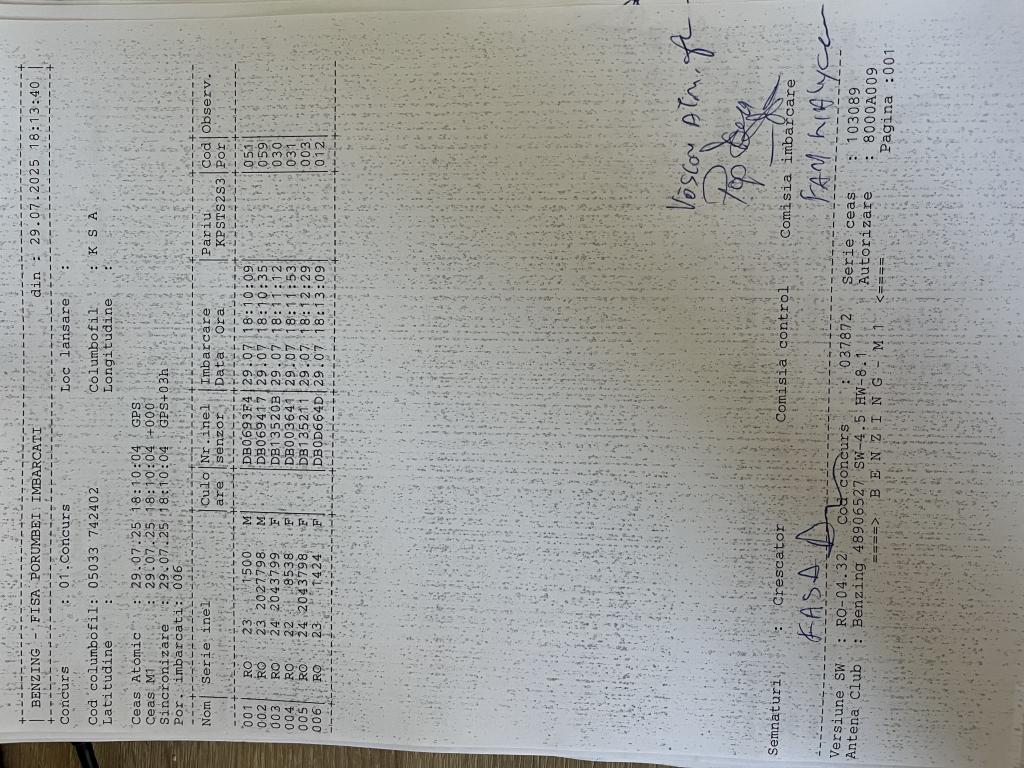 BENZING - FISA PORUMBEI IMBARCATI din : 29.07.2025 18:13:40
Concurs : 01.Concurs Loc lansare :
Cod columbofil: 05033 742402 Columbofil : K S A
Latitudine : Longitudine :
Ceas Atomic : 29.07.25 18:10:04 GPS
Ceas M1 : 29.07.25 18:10:04 +000
Sincronizare : 29.07.25 18:10:04 GPS+03h
Por. imbarcati: 006
Nom Serie inel Culo Nr.inel Imbarcare Pariu Cod Observ.
are senzor Data Ora KPSTS2S3 Por
001 RO 23 1500 M DB0693F4 29.07 18:10:09 051
002 RO 23 2027798 M DB069417 29.07 18:10:35 059
003 RO 24 2043799 F DB13520B 29.07 18:11:12 030
004 RO 22 8538 F DB003641 29.07 18:11:53 031
005 RO 24 2043798 F DB135211 29.07 18:12:29 003
006 RO 23 1424 F DB0D664D 29.07 18:13:09 012
Pop
Semnaturi : Crescator Comisia control Comisia imbarcare
KASA FAM
Versiune SW : RO-04.32 Cod concurs : 037872 Serie ceas : 103089
Antena Club : Benzing 48906527 SW-4.5 HW-8.1 Autorizare : 8000A009
====> B E N Z I N G - M 1 <==== Pagina :001